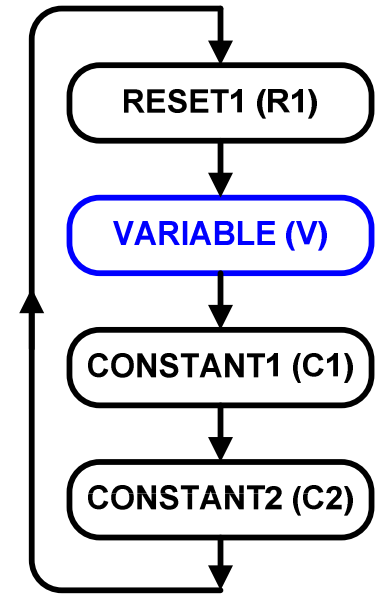 RESET1 (R1)
VARIABLE (V)
CONSTANT1 (C1)
CONSTANT2 (C2)